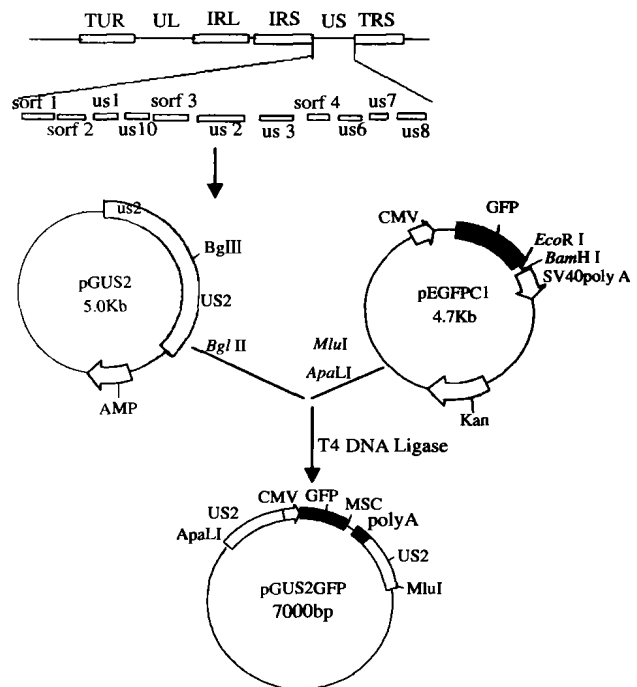 TUR UL IRL IRS US TRS
sorf 1 us1 sorf 3 sorf 4 us7
sorf 2 us10 us 2 us 3 us6 us8
us2
BgIII
pGUS2
5.0Kb
US2
Bgl II
AMP
CMV
GFP
EcoR I
BamH I
SV40poly A
pEGFPC1
4.7Kb
MluI
ApaLI
Kan
T4 DNA Ligase
US2
CMV
GFP
MSC
polyA
ApaLI
US2
pGUS2GFP
MluI
7000bp